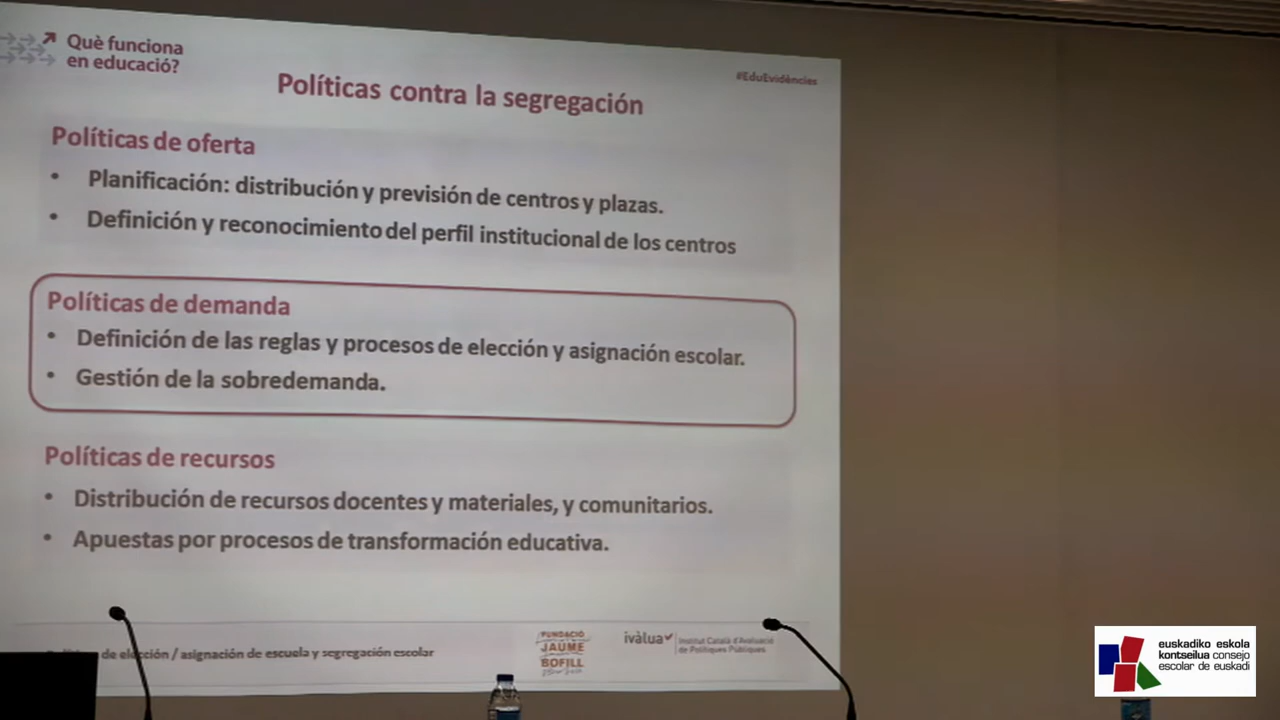 Què funciona
en educació?
#EduEvidències
Políticas contra la segregación
Políticas de oferta
• Planificación: distribución y previsión de centros y plazas.
• Definición y reconocimiento del perfil institucional de los centros
Políticas de demanda
• Definición de las reglas y procesos de elección y asignación escolar.
• Gestión de la sobredemanda.
Políticas de recursos
• Distribución de recursos docentes y materiales, y comunitarios.
• Apuestas por procesos de transformación educativa.
de elección / asignación de escuela y segregación escolar
FUNDACIÓ
JAUME
BOFILL
ivàlua
Institut Català d'Avaluació
de Polítiques Públiques
euskadiko eskola
kontseilua consejo
escolar de euskadi